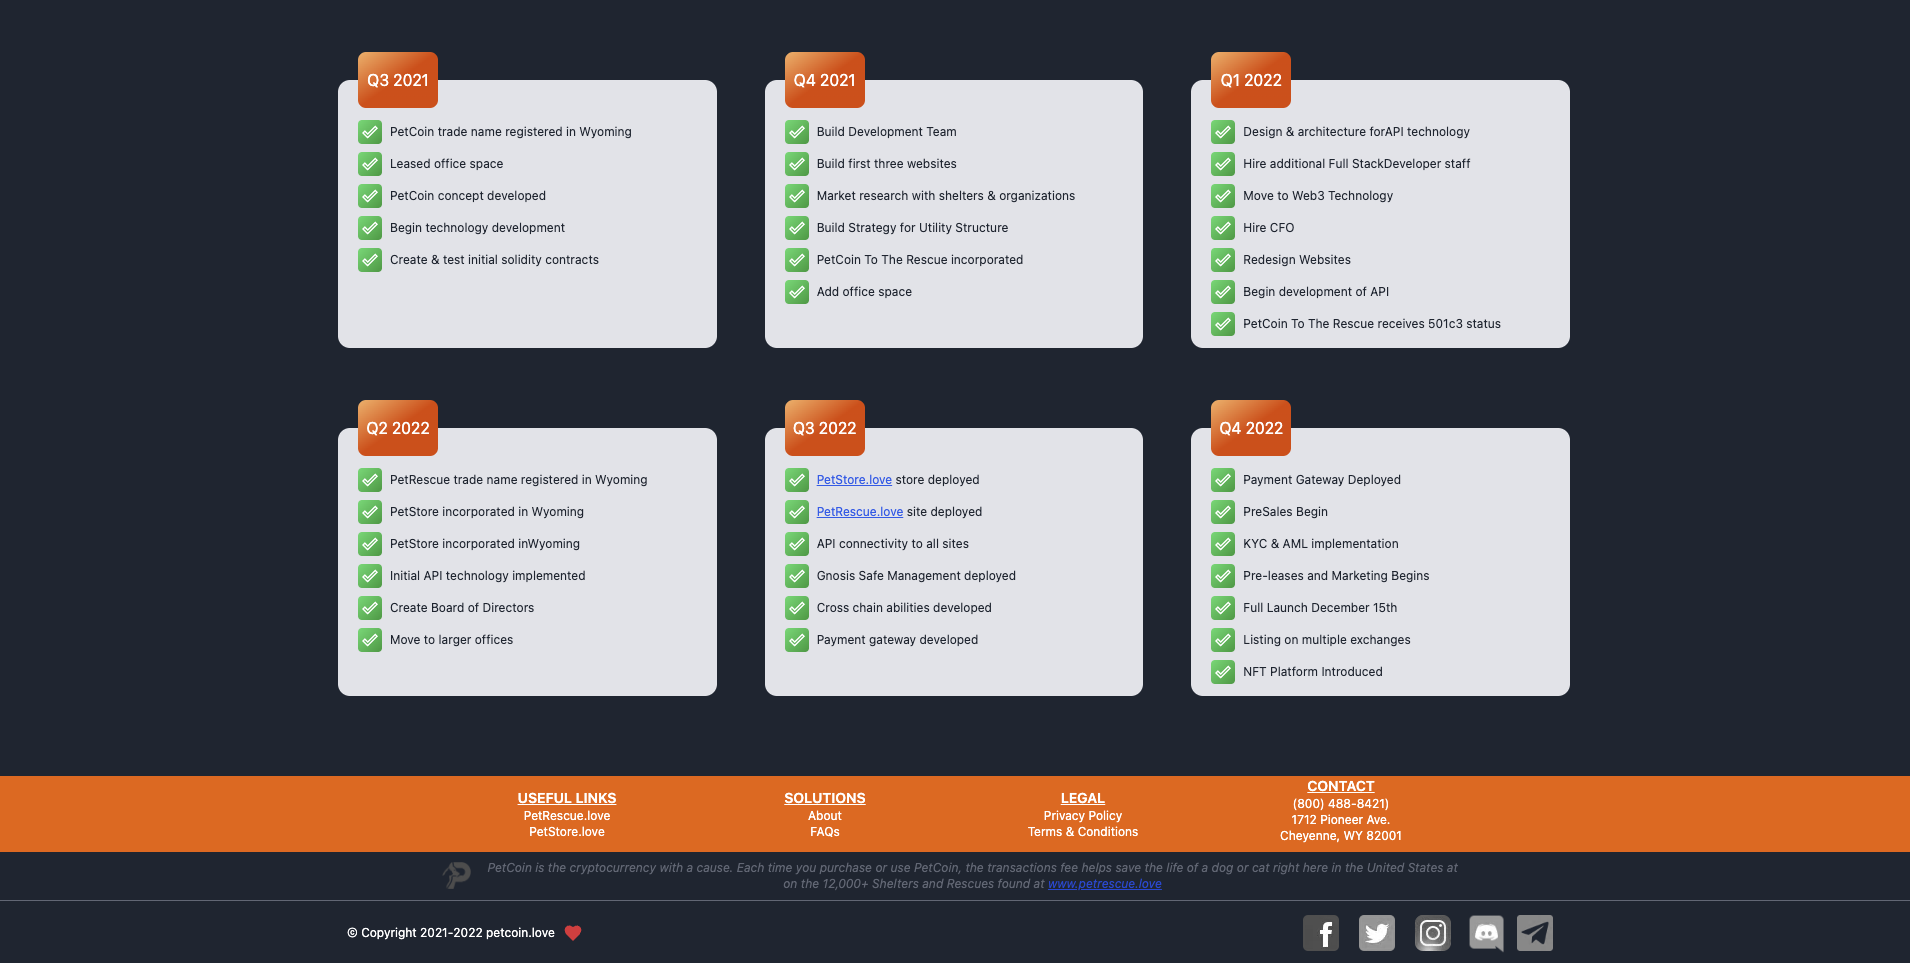 Q3 2021
PetCoin trade name registered in Wyoming
Leased office space
PetCoin concept developed
Begin technology development
Create & test initial solidity contracts
Q4 2021
Build Development Team
Build first three websites
Market research with shelters & organizations
Build Strategy for Utility Structure
PetCoin To The Rescue incorporated
Add office space
Q1 2022
Design & architecture forAPI technology
Hire additional Full StackDeveloper staff
Move to Web3 Technology
Hire CFO
Redesign Websites
Begin development of API
PetCoin To The Rescue receives 501c3 status
Q2 2022
PetRescue trade name registered in Wyoming
PetStore incorporated in Wyoming
PetStore incorporated inWyoming
Initial API technology implemented
Create Board of Directors
Move to larger offices
Q3 2022
PetStore.love store deployed
PetRescue.love site deployed
API connectivity to all sites
Gnosis Safe Management deployed
Cross chain abilities developed
Payment gateway developed
Q4 2022
Payment Gateway Deployed
PreSales Begin
KYC & AML implementation
Pre-leases and Marketing Begins
Full Launch December 15th
Listing on multiple exchanges
NFT Platform Introduced
USEFUL LINKS
PetRescue.love
PetStore.love
SOLUTIONS
About
FAQs
LEGAL
Privacy Policy
Terms & Conditions
CONTACT
(800) 488-8421)
1712 Pioneer Ave.
Cheyenne, WY 82001
PetCoin is the cryptocurrency with a cause. Each time you purchase or use PetCoin, the transactions fee helps save the life of a dog or cat right here in the United States at
on the 12,000+ Shelters and Rescues found at www.petrescue.love
© Copyright 2021-2022 petcoin.love